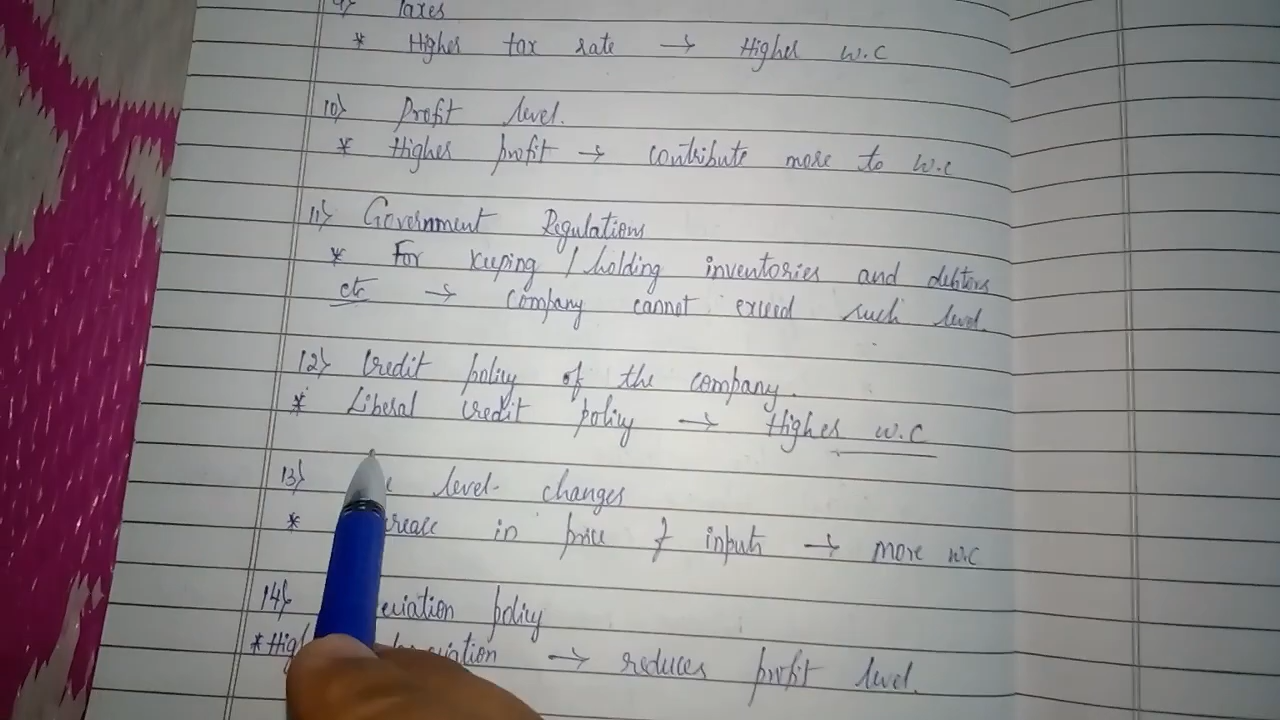 9) Taxes
* Higher tax rate → Higher W.C
10) Profit level.
* Higher profit → contribute more to W.C
11) Government Regulations
* For keeping / holding inventories and debtors
etc → Company cannot exceed such level.
12) Credit policy of the company.
* Liberal credit policy → Higher W.C
13) level changes
* in price of inputs → more W.C
14) policy
* → reduces profit level.